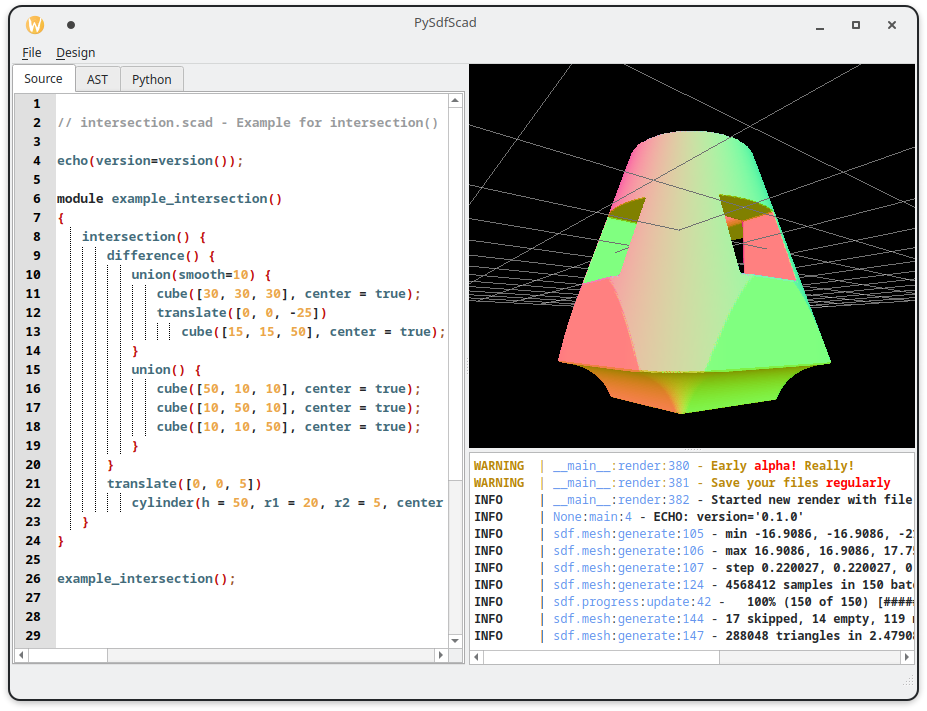 W
PySdfScad
File Design
Source AST Python
1
2 // intersection.scad - Example for intersection()
3
4 echo(version=version());
5
6 module example_intersection()
7 {
8 intersection() {
9 difference() {
10 union(smooth=10) {
11 cube([30, 30, 30], center = true);
12 translate([0, 0, -25])
13 cube([15, 15, 50], center = true);
14 }
15 union() {
16 cube([50, 10, 10], center = true);
17 cube([10, 50, 10], center = true);
18 cube([10, 10, 50], center = true);
19 }
20 }
21 translate([0, 0, 5])
22 cylinder(h = 50, r1 = 20, r2 = 5, center
23 }
24 }
25
26 example_intersection();
27
28
29
WARNING | __main__:render:380 - Early alpha! Really!
WARNING | __main__:render:381 - Save your files regularly
INFO | __main__:render:382 - Started new render with file
INFO | None:main:4 - ECHO: version='0.1.0'
INFO | sdf.mesh:generate:105 - min -16.9086, -16.9086, -2
INFO | sdf.mesh:generate:106 - max 16.9086, 16.9086, 17.7
INFO | sdf.mesh:generate:107 - step 0.220027, 0.220027, 0
INFO | sdf.mesh:generate:124 - 4568412 samples in 150 bat
INFO | sdf.progress:update:42 - 100% (150 of 150) [####
INFO | sdf.mesh:generate:144 - 17 skipped, 14 empty, 119
INFO | sdf.mesh:generate:147 - 288048 triangles in 2.4790